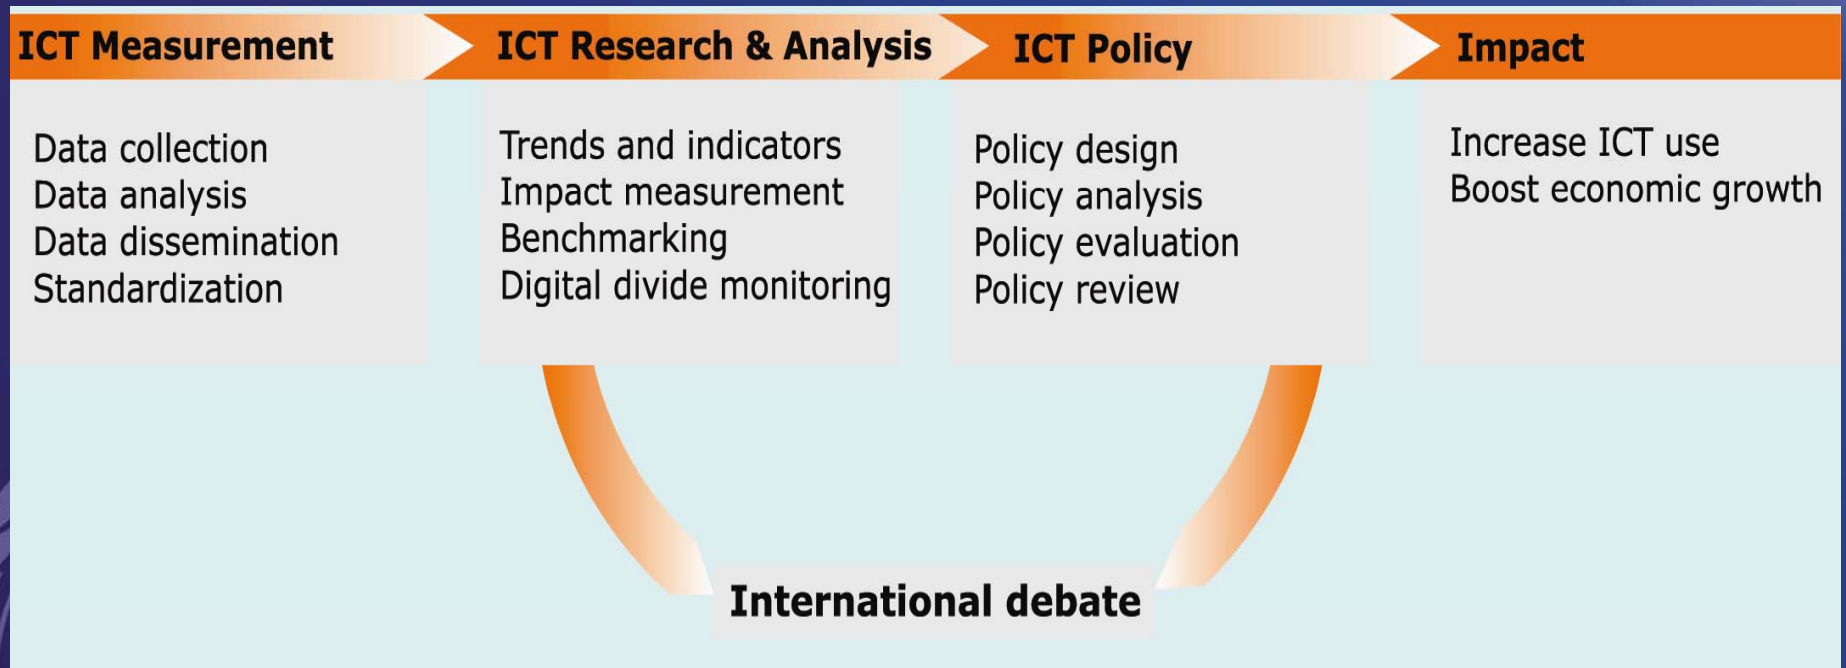 ICT Measurement
Data collection
Data analysis
Data dissemination
Standardization
ICT Research & Analysis
Trends and indicators
Impact measurement
Benchmarking
Digital divide monitoring
ICT Policy
Policy design
Policy analysis
Policy evaluation
Policy review
Impact
Increase ICT use
Boost economic growth
International debate